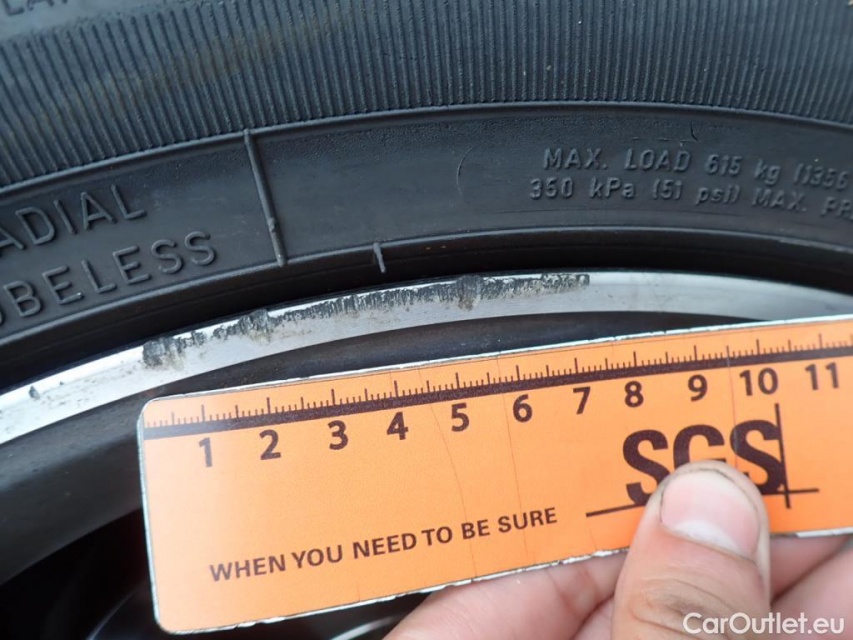 MAX. LOAD 615 kg (1356
350 kPa (51 psi) MAX. PR
ADIAL
BELESS
1 2 3 4 5 6 7 8 9 10 11
SGS
WHEN YOU NEED TO BE SURE
CarOutlet.eu